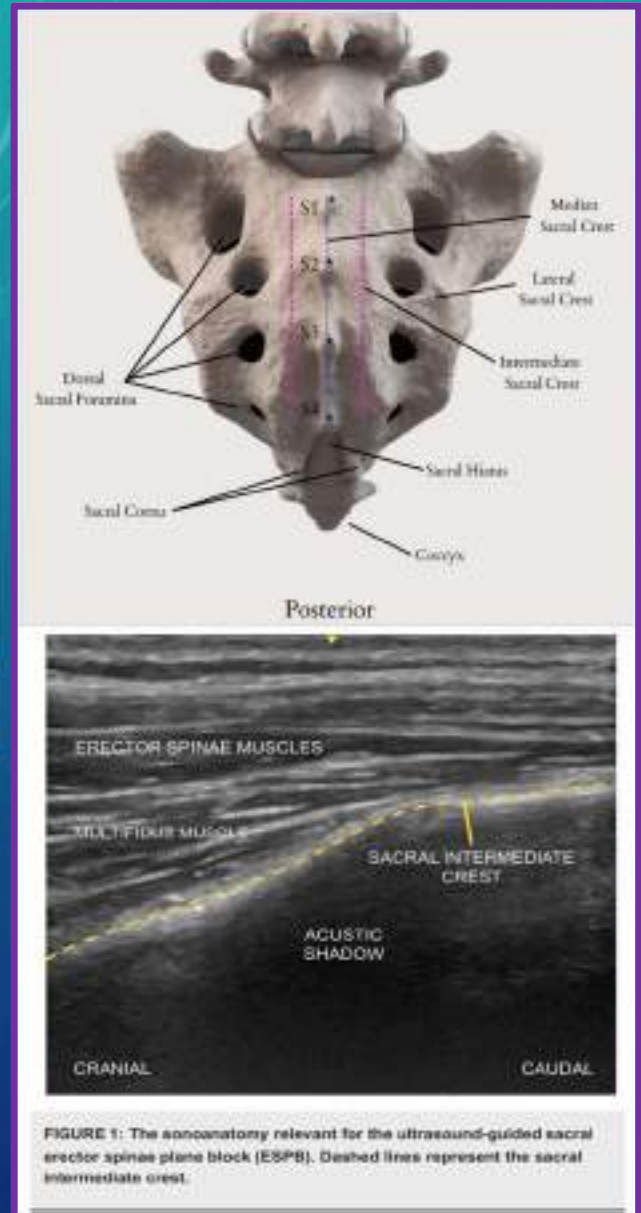 S1
Median
Sacral Crest
S2
Lateral
Sacral Crest
S3
Intermediate
Sacral Crest
Dorsal
Sacral Foramina
S4
Sacral Hiatus
Sacral Cornu
Coccyx
Posterior
ERECTOR SPINAE MUSCLES
MULTIFIDUS MUSCLE
SACRAL INTERMEDIATE
CREST
ACUSTIC
SHADOW
CRANIAL
CAUDAL
FIGURE 1: The sonoanatomy relevant for the ultrasound-guided sacral
erector spinae plane block (ESPB). Dashed lines represent the sacral
intermediate crest.